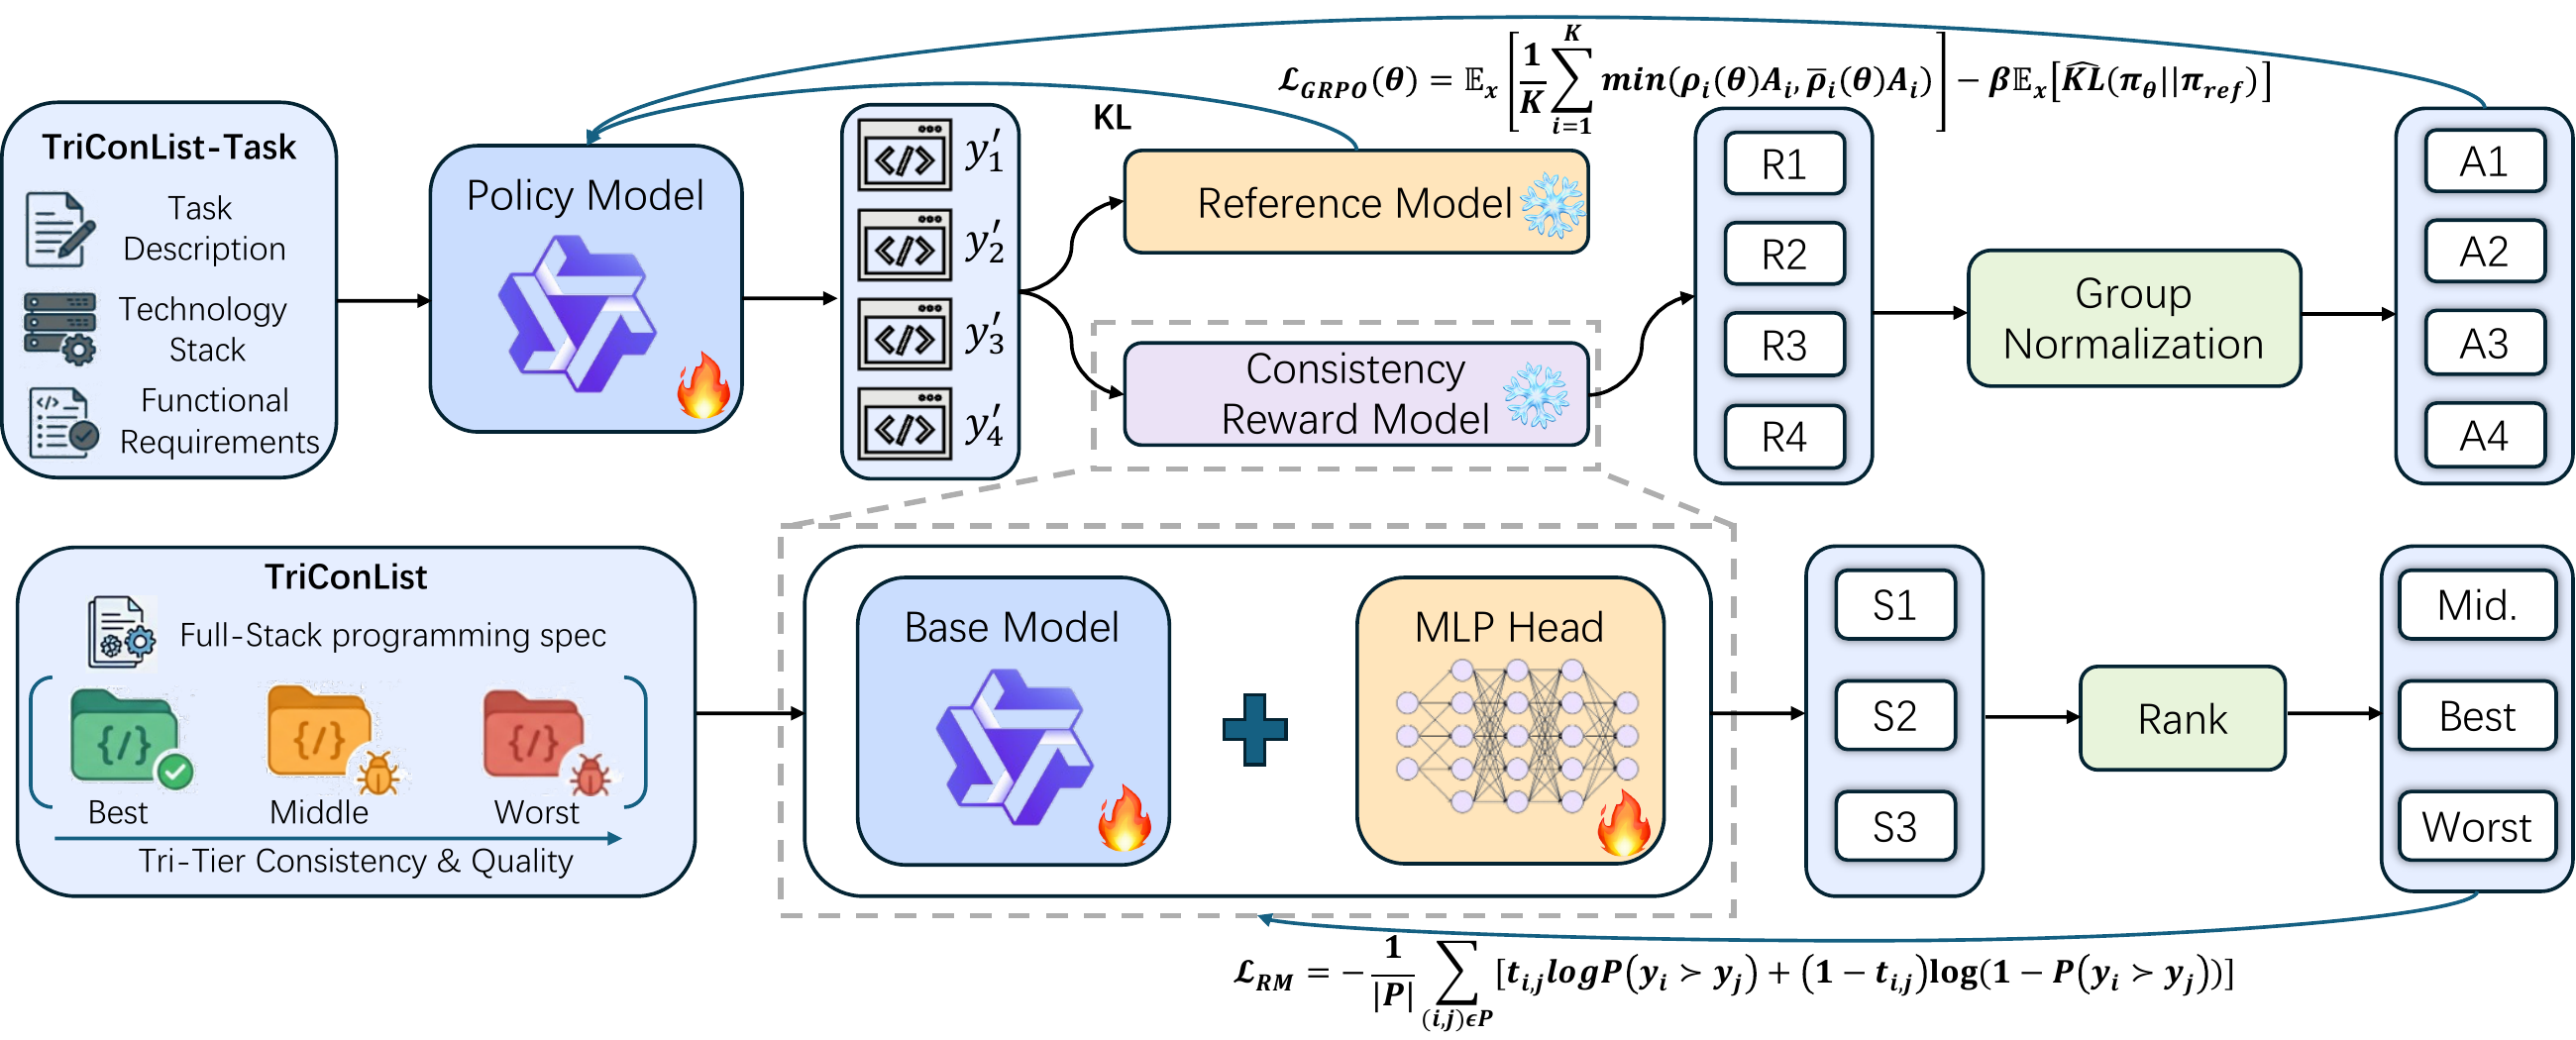 TriConList-Task
Task
Description
Technology
Stack
Functional
Requirements
Policy Model
y′1
y′2
y′3
y′4
KL
ℒ_GRPO(θ) = 𝔼_x [1/K ∑_{i=1}^{K} min(ρ_i(θ)A_i, ρ̄_i(θ)A_i)] − β𝔼_x[K̂L(π_θ||π_ref)]
Reference Model
Consistency
Reward Model
R1
R2
R3
R4
Group
Normalization
A1
A2
A3
A4
TriConList
Full-Stack programming spec
{/} {/} {/}
Best Middle Worst
Tri-Tier Consistency & Quality
Base Model
MLP Head
S1
S2
S3
Rank
Mid.
Best
Worst
ℒ_RM = − 1/|P| ∑_{(i,j)ϵP} [t_{i,j}logP(y_i ≻ y_j) + (1 − t_{i,j})log(1 − P(y_i ≻ y_j))]